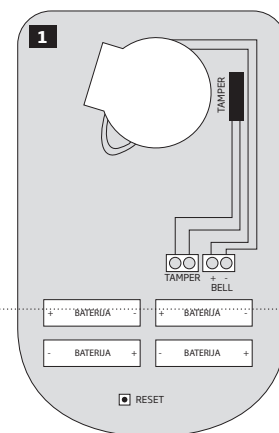 1
TAMPER
TAMPER + -
BELL
+ BATERIJA - + BATERIJA -
- BATERIJA + - BATERIJA +
RESET